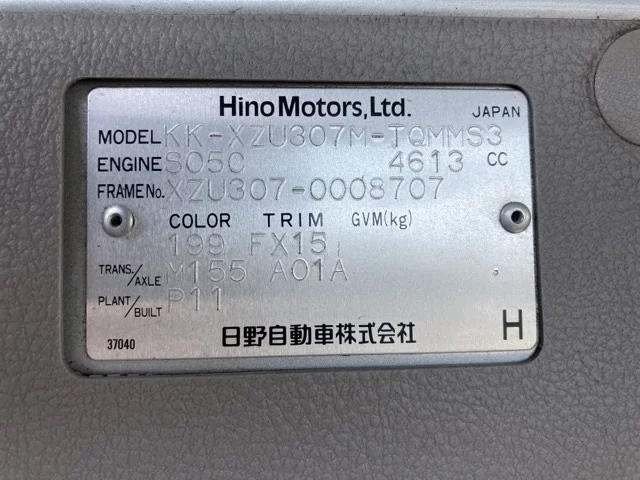 Hino Motors, Ltd. JAPAN
MODEL KK-XZU307M-TQMMS3
ENGINE S05C 4613 CC
FRAME No. XZU307-0008707
COLOR TRIM GVM(kg)
199 FX15
TRANS./AXLE M155 A01A
PLANT/BUILT P11
37040 日野自動車株式会社 H